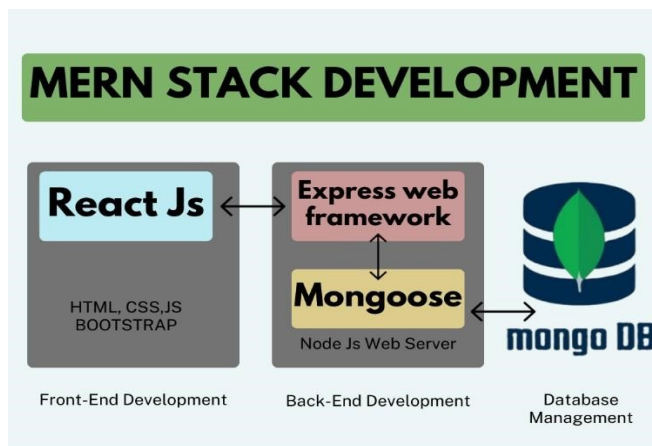 MERN STACK DEVELOPMENT
React Js
HTML, CSS,JS
BOOTSTRAP
Front-End Development
Express web
framework
Mongoose
Node Js Web Server
Back-End Development
mongo DB
Database
Management